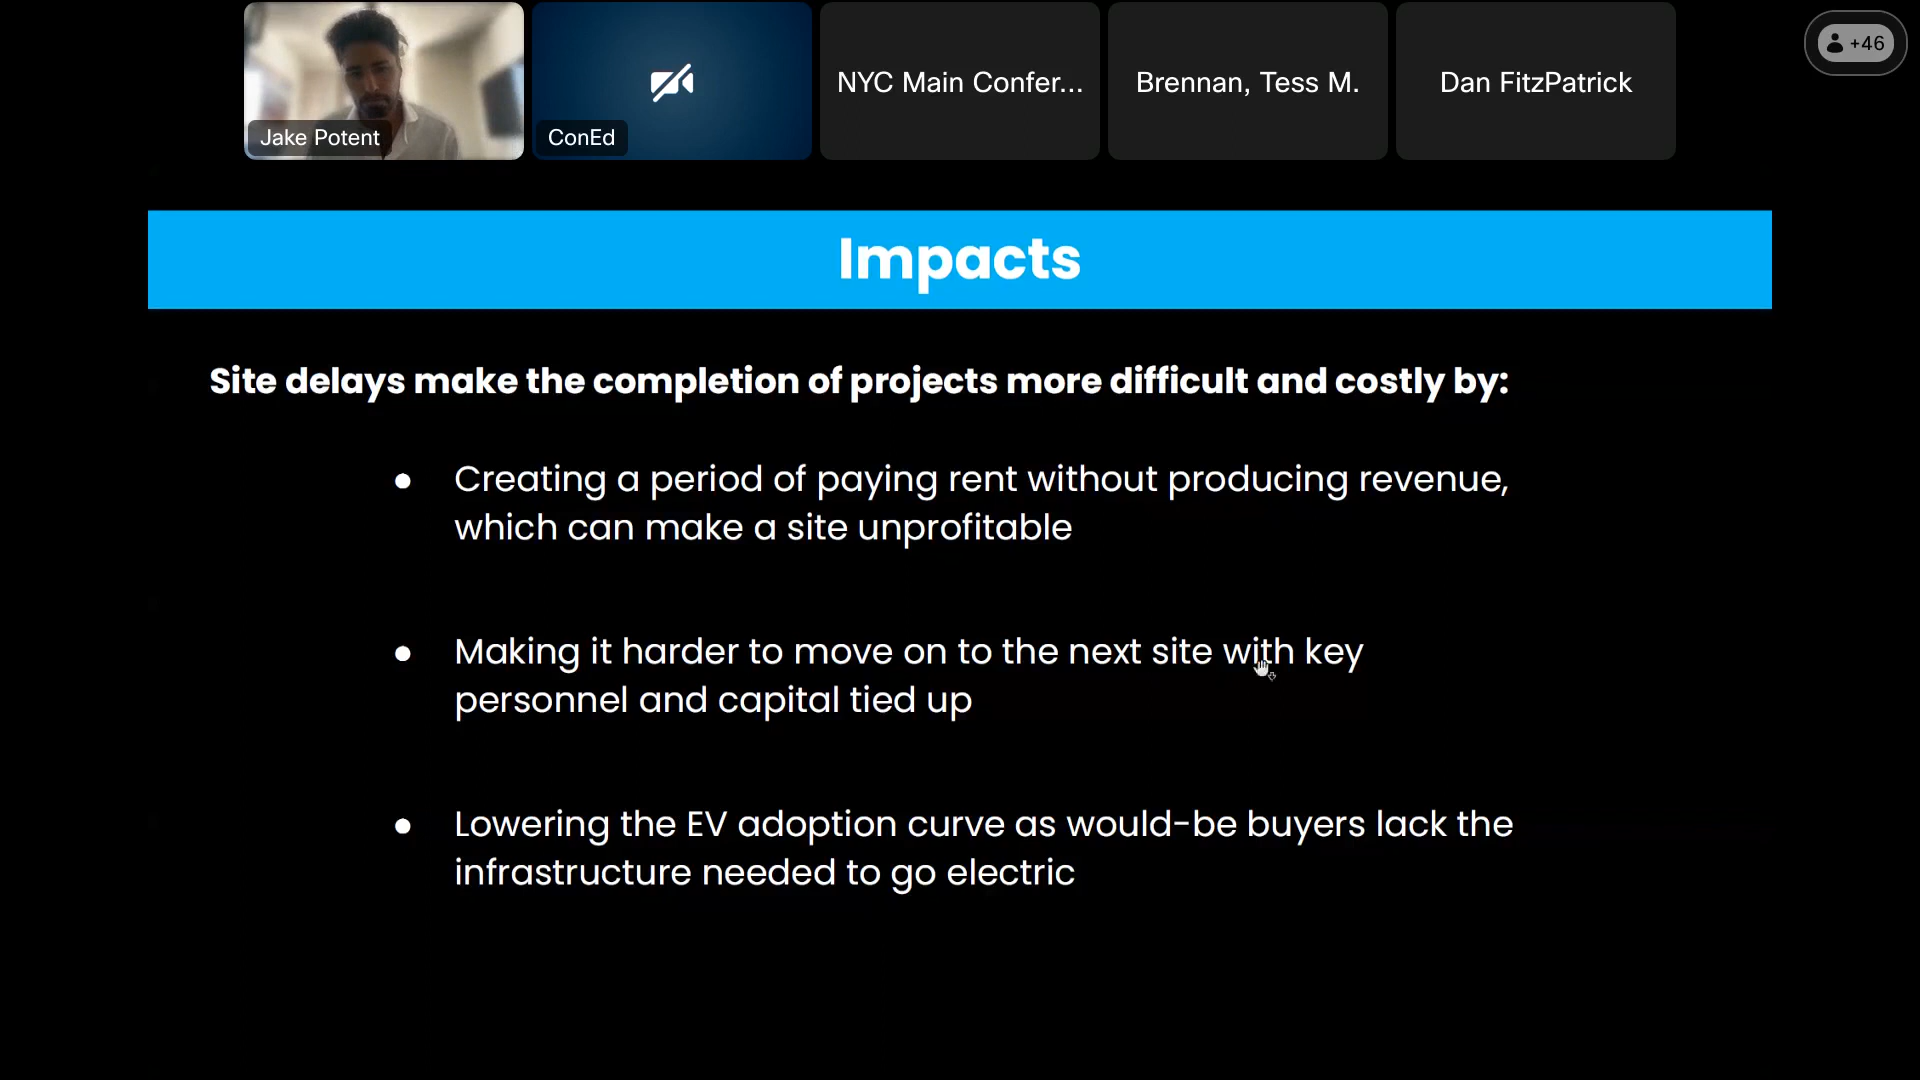 Jake Potent
ConEd
NYC Main Confer...
Brennan, Tess M.
Dan FitzPatrick
+46
Impacts
Site delays make the completion of projects more difficult and costly by:
● Creating a period of paying rent without producing revenue,
which can make a site unprofitable
● Making it harder to move on to the next site with key
personnel and capital tied up
● Lowering the EV adoption curve as would-be buyers lack the
infrastructure needed to go electric